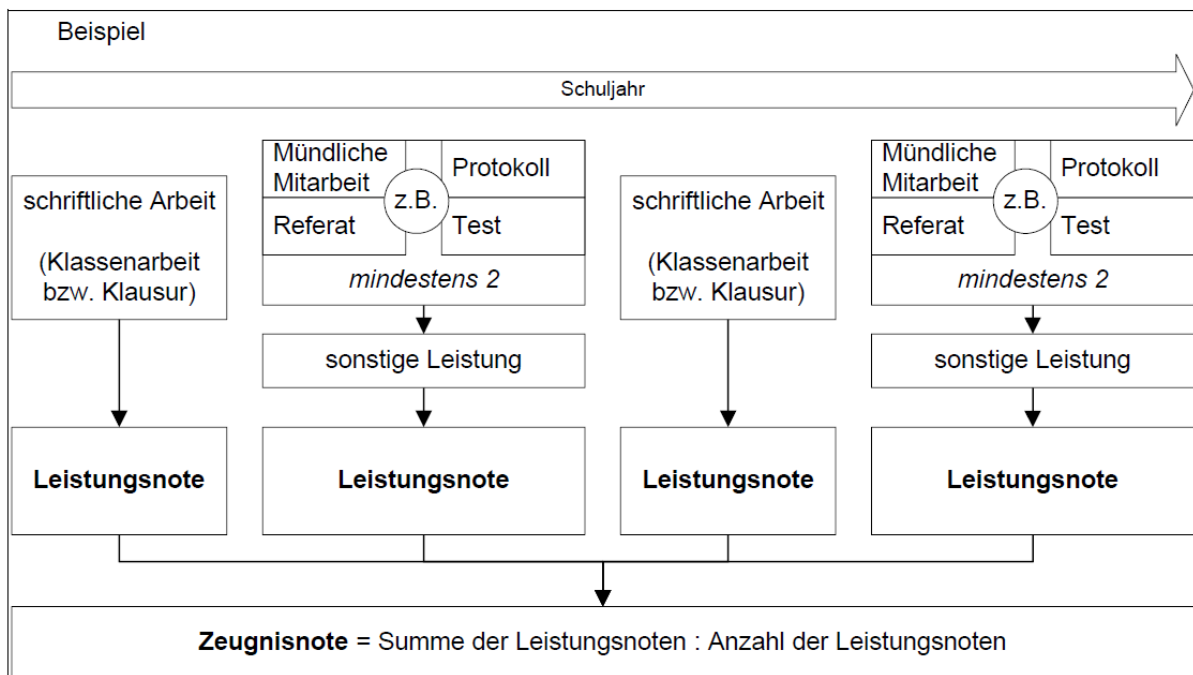 Beispiel
Schuljahr
schriftliche Arbeit
(Klassenarbeit
bzw. Klausur)
Mündliche
Mitarbeit
Protokoll
z.B.
Referat
Test
mindestens 2
schriftliche Arbeit
(Klassenarbeit
bzw. Klausur)
Mündliche
Mitarbeit
Protokoll
z.B.
Referat
Test
mindestens 2
sonstige Leistung
sonstige Leistung
Leistungsnote
Leistungsnote
Leistungsnote
Leistungsnote
Zeugnisnote = Summe der Leistungsnoten : Anzahl der Leistungsnoten